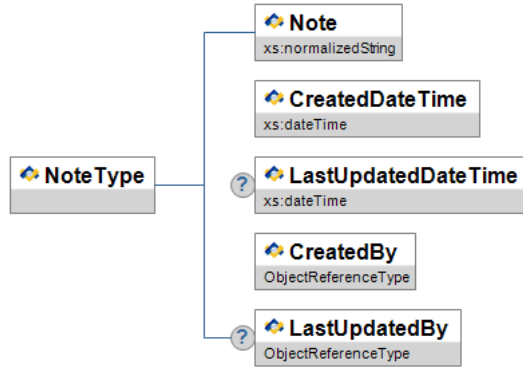 Note
xs:normalizedString
CreatedDateTime
xs:dateTime
NoteType
? LastUpdatedDateTime
xs:dateTime
CreatedBy
ObjectReferenceType
? LastUpdatedBy
ObjectReferenceType